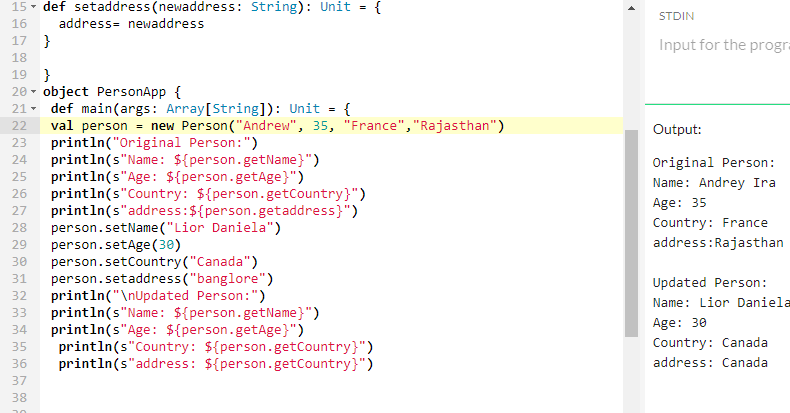 15 def setaddress(newaddress: String): Unit = {
16 address= newaddress
17 }
18
19 }
20 object PersonApp {
21 def main(args: Array[String]): Unit = {
22 val person = new Person("Andrew", 35, "France","Rajasthan")
23 println("Original Person:")
24 println(s"Name: ${person.getName}")
25 println(s"Age: ${person.getAge}")
26 println(s"Country: ${person.getCountry}")
27 println(s"address:${person.getaddress}")
28 person.setName("Lior Daniela")
29 person.setAge(30)
30 person.setCountry("Canada")
31 person.setaddress("banglore")
32 println("\nUpdated Person:")
33 println(s"Name: ${person.getName}")
34 println(s"Age: ${person.getAge}")
35 println(s"Country: ${person.getCountry}")
36 println(s"address: ${person.getCountry}")
37
38
STDIN
Input for the progra
Output:
Original Person:
Name: Andrey Ira
Age: 35
Country: France
address:Rajasthan
Updated Person:
Name: Lior Daniela
Age: 30
Country: Canada
address: Canada